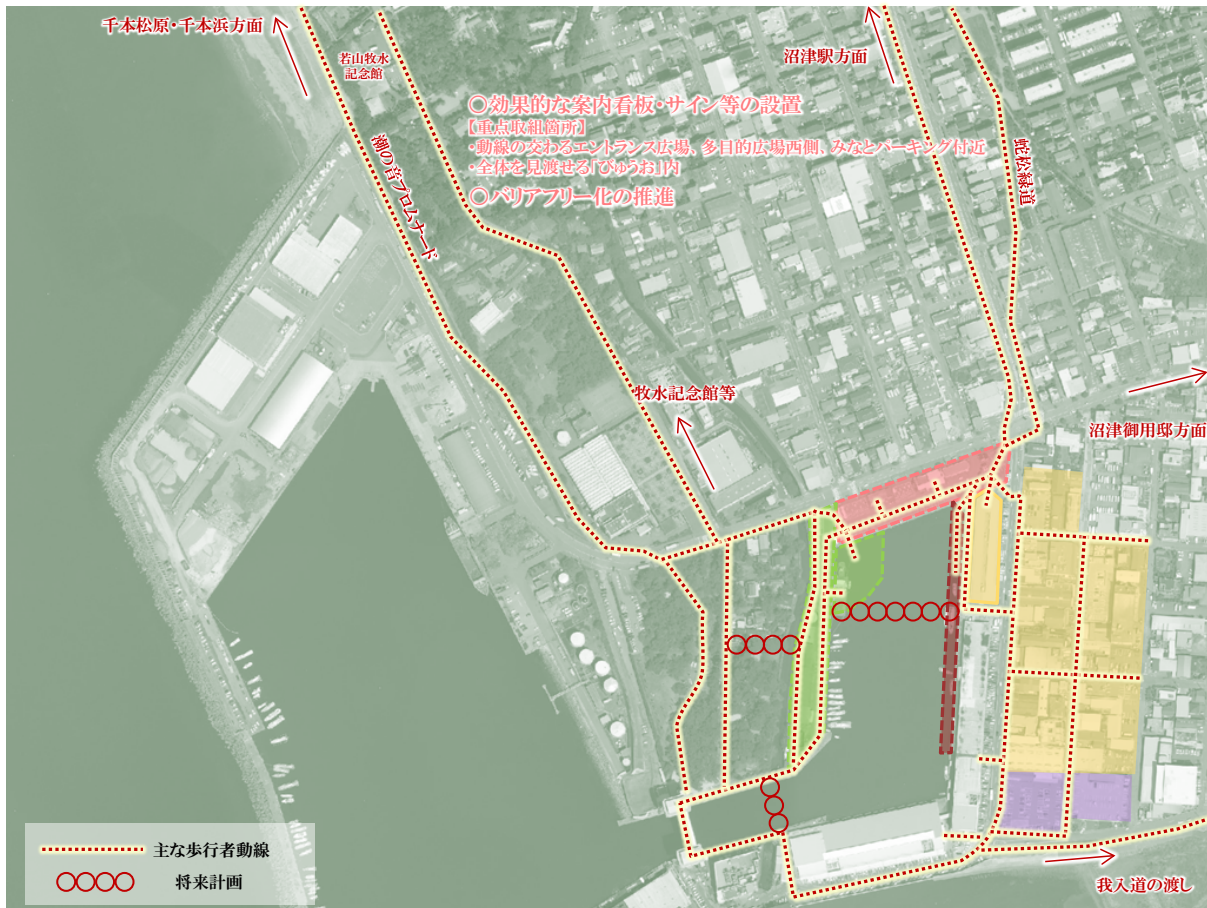 千本松原・千本浜方面
若山牧水
記念館
沼津駅方面
○効果的な案内看板・サイン等の設置
【重点取組箇所】
・動線の交わるエントランス広場、多目的広場西側、みなとパーキング付近
・全体を見渡せる「びゅうお」内
○バリアフリー化の推進
潮の音プロムナード
蛇松緑道
牧水記念館等
沼津御用邸方面
主な歩行者動線
将来計画
我入道の渡し